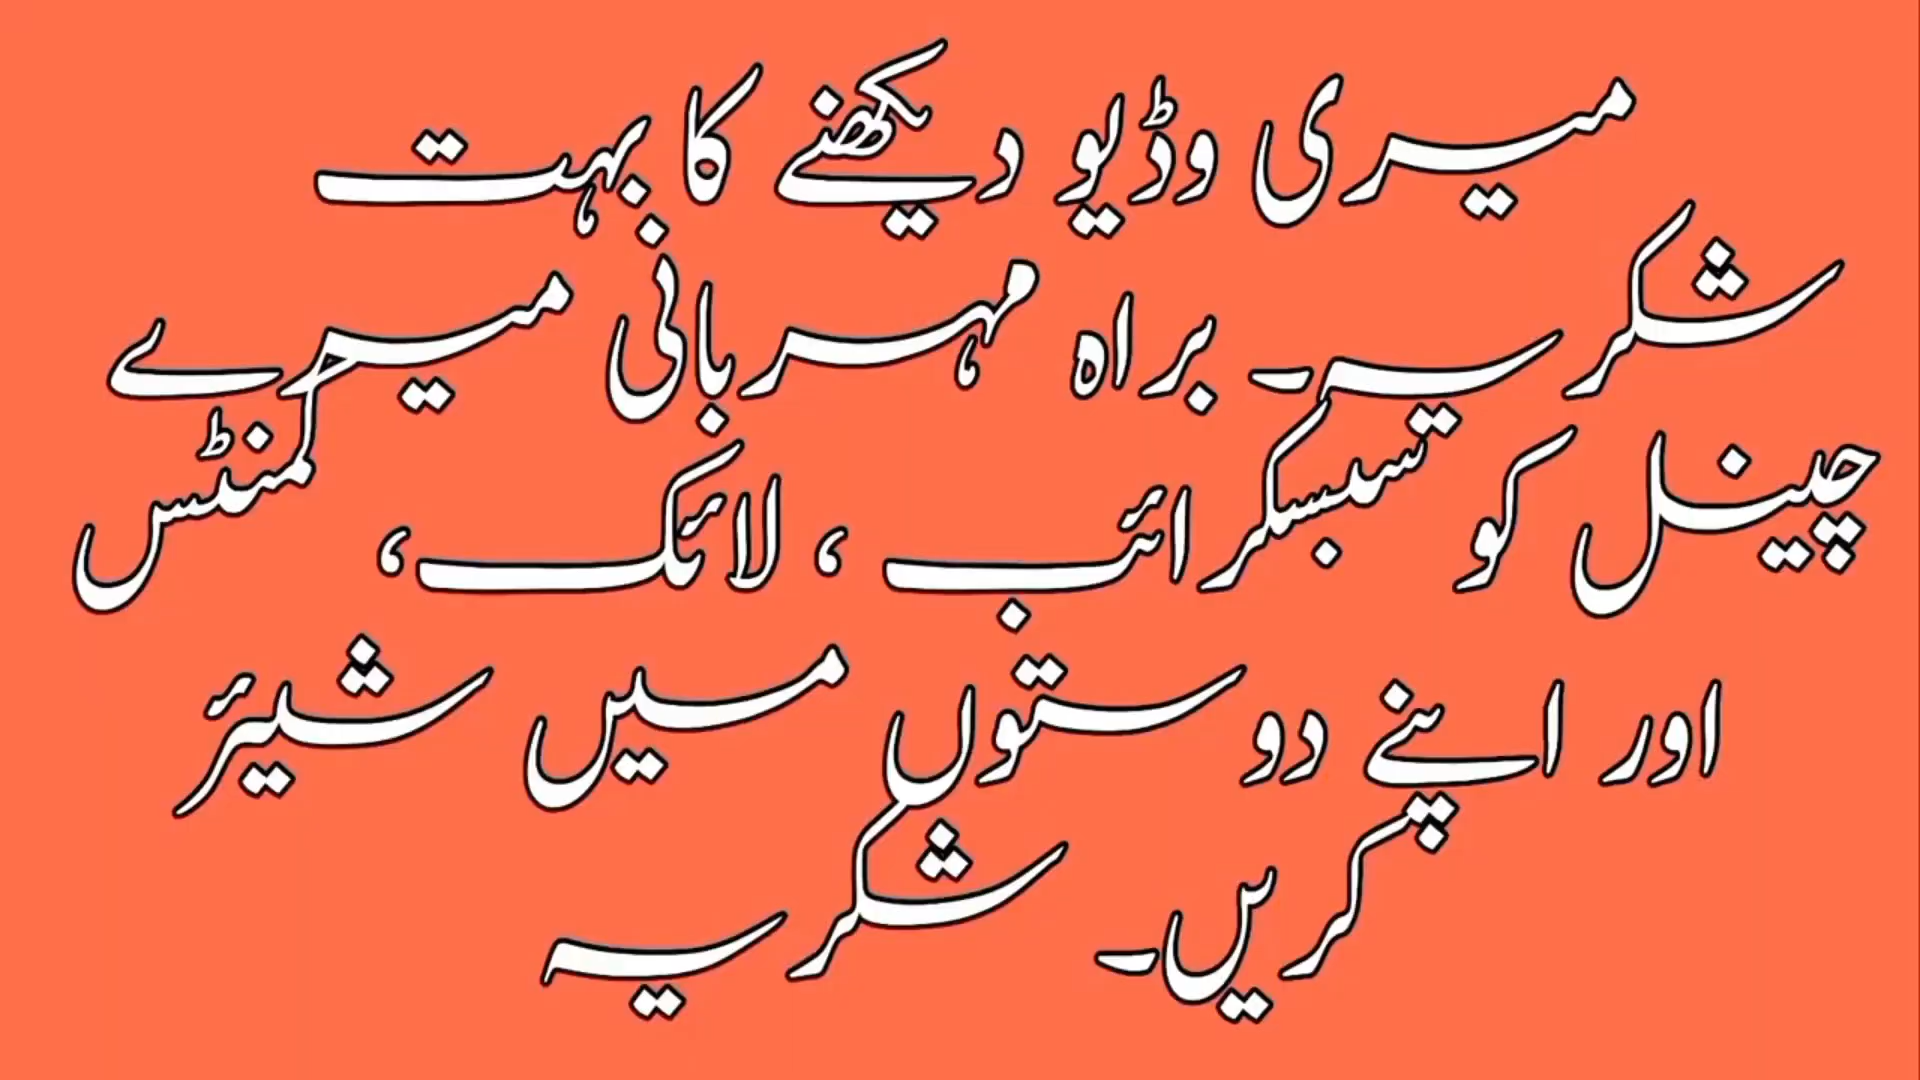 میری وڈیو دیکھنے کا بہت
شکریہ۔ براہ مہربانی میرے
چینل کو سبسکرائب ، لائک، کمنٹس
اور اپنے دوستوں میں شیئر
کریں۔ شکریہ